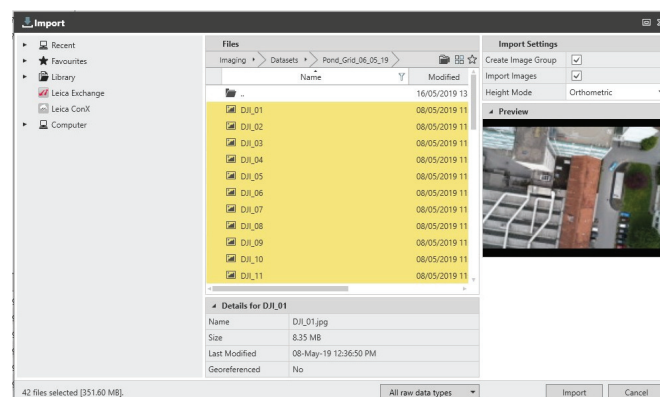 Import
Recent
Favourites
Library
Leica Exchange
Leica ConX
Computer
Files
Imaging Datasets Pond_Grid_06_05_19
Name Modified
.. 16/05/2019 13
DJI_01 08/05/2019 11
DJI_02 08/05/2019 11
DJI_03 08/05/2019 11
DJI_04 08/05/2019 11
DJI_05 08/05/2019 11
DJI_06 08/05/2019 11
DJI_07 08/05/2019 11
DJI_08 08/05/2019 11
DJI_09 08/05/2019 11
DJI_10 08/05/2019 11
DJI_11 08/05/2019 11
Details for DJI_01
Name DJI_01.jpg
Size 8.35 MB
Last Modified 08-May-19 12:36:50 PM
Georeferenced No
Import Settings
Create Image Group
Import Images
Height Mode Orthometric
Preview
42 files selected [351.60 MB].
All raw data types
Import Cancel